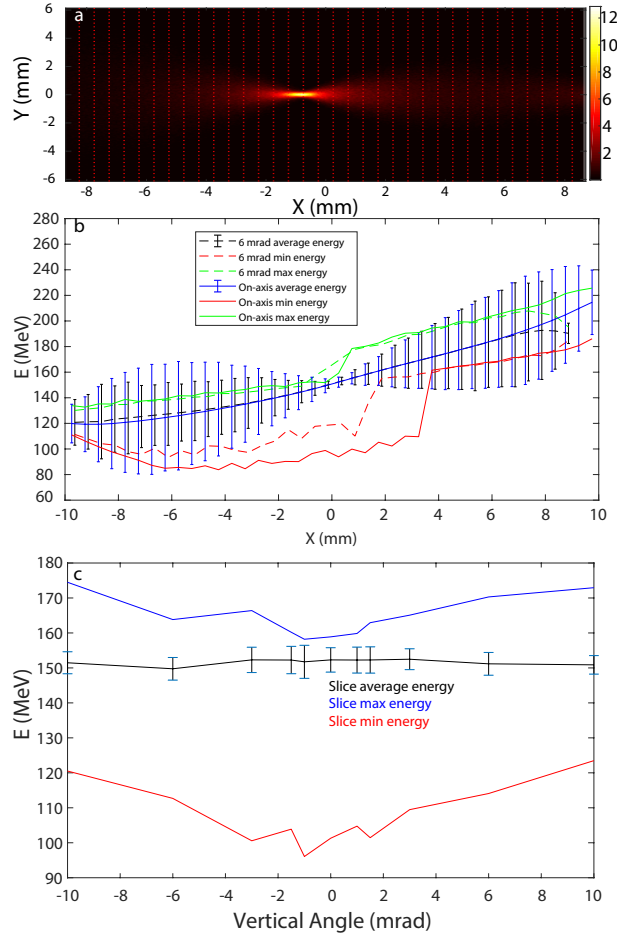 a
6
4
2
0
-2
-4
-6
Y (mm)
-8 -6 -4 -2 0 2 4 6 8
X (mm)
12
10
8
6
4
2
b
280
260
240
220
200
180
160
140
120
100
80
60
E (MeV)
6 mrad average energy
6 mrad min energy
6 mrad max energy
On-axis average energy
On-axis min energy
On-axis max energy
-10 -8 -6 -4 -2 0 2 4 6 8 10
X (mm)
c
180
170
160
150
140
130
120
110
100
90
E (MeV)
Slice average energy
Slice max energy
Slice min energy
-10 -8 -6 -4 -2 0 2 4 6 8 10
Vertical Angle (mrad)